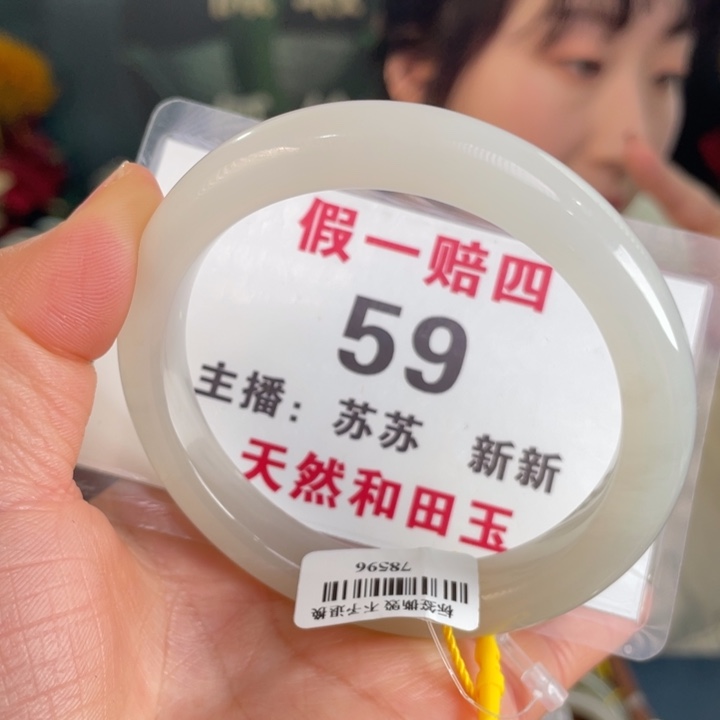 假一赔四
59
主播：苏苏 新新
天然和田玉
78596
标签撕毁 不予退换